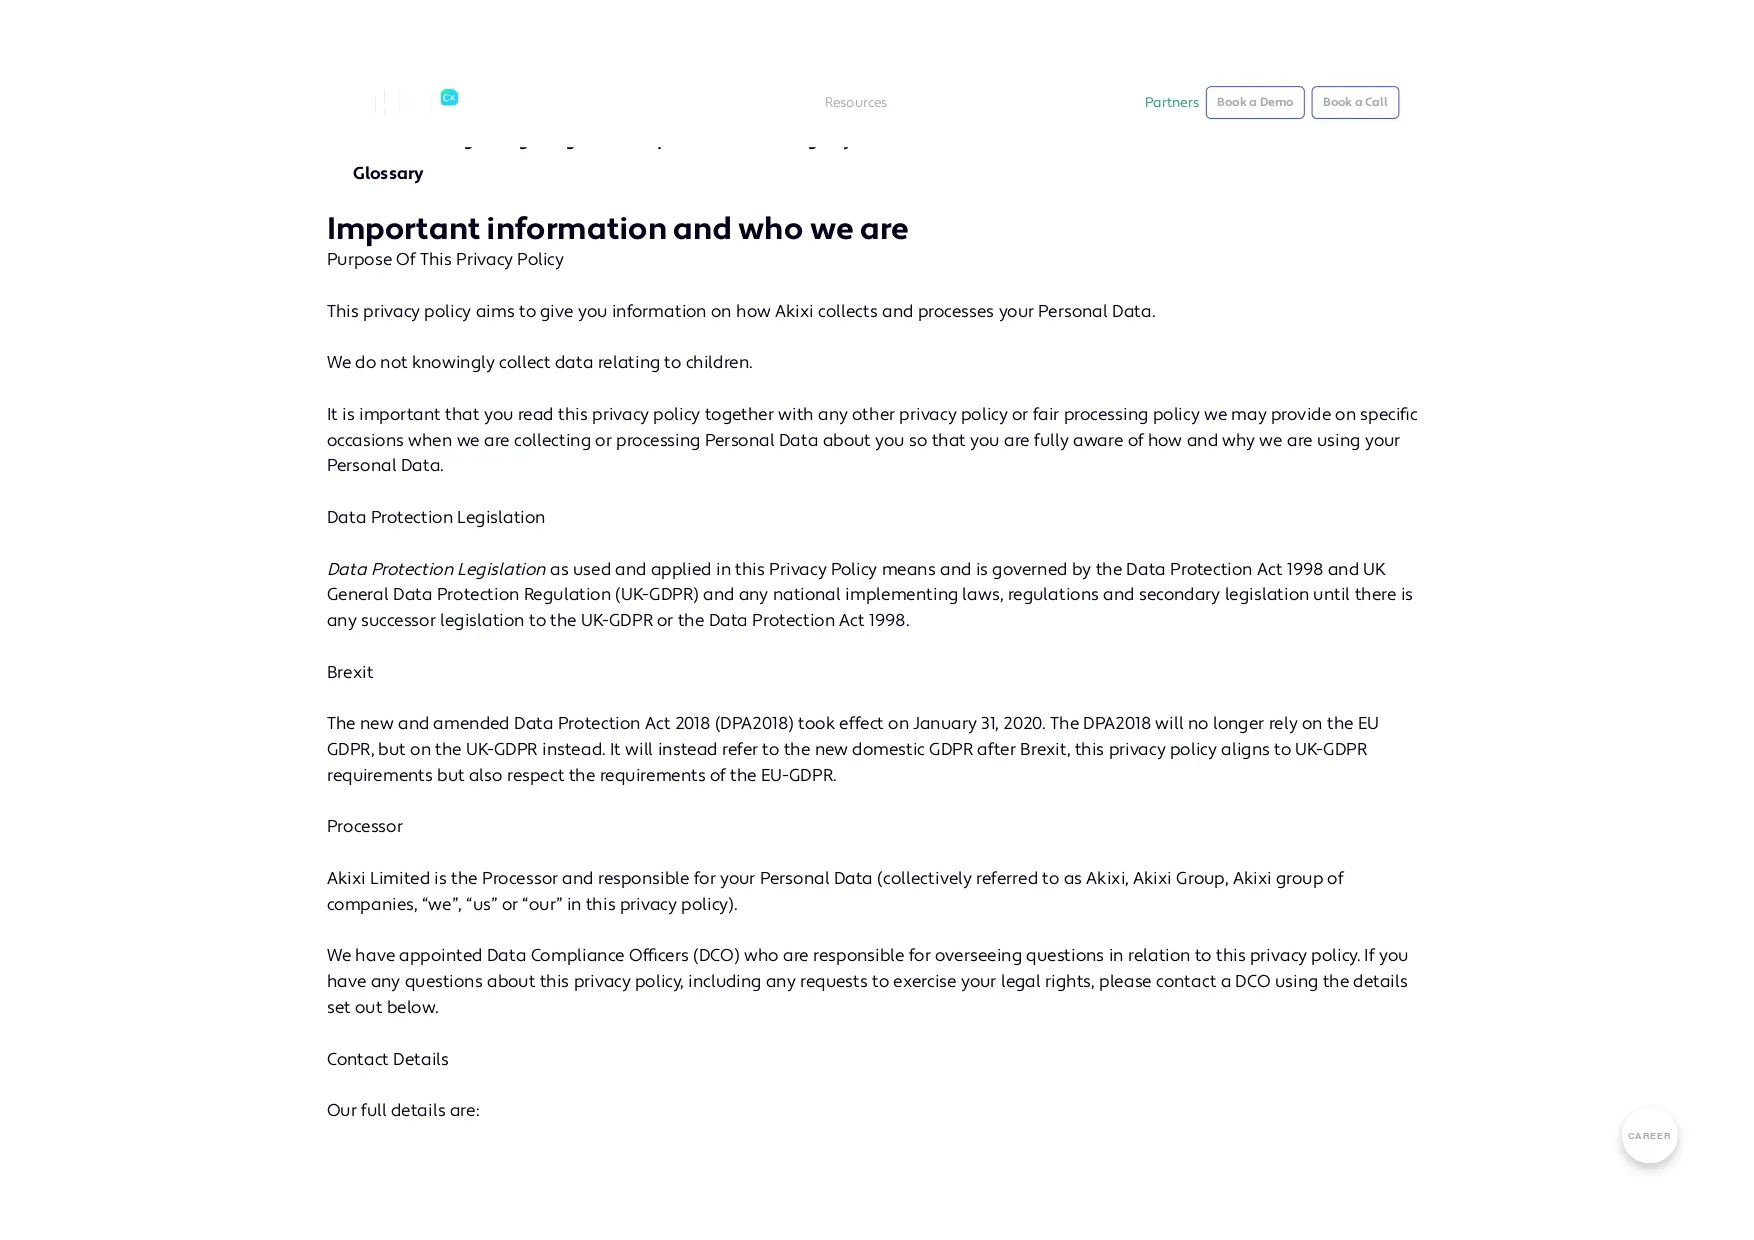 Cx
Resources
Partners
Book a Demo
Book a Call
Glossary
Important information and who we are
Purpose Of This Privacy Policy
This privacy policy aims to give you information on how Akixi collects and processes your Personal Data.
We do not knowingly collect data relating to children.
It is important that you read this privacy policy together with any other privacy policy or fair processing policy we may provide on specific
occasions when we are collecting or processing Personal Data about you so that you are fully aware of how and why we are using your
Personal Data.
Data Protection Legislation
Data Protection Legislation as used and applied in this Privacy Policy means and is governed by the Data Protection Act 1998 and UK
General Data Protection Regulation (UK-GDPR) and any national implementing laws, regulations and secondary legislation until there is
any successor legislation to the UK-GDPR or the Data Protection Act 1998.
Brexit
The new and amended Data Protection Act 2018 (DPA2018) took effect on January 31, 2020. The DPA2018 will no longer rely on the EU
GDPR, but on the UK-GDPR instead. It will instead refer to the new domestic GDPR after Brexit, this privacy policy aligns to UK-GDPR
requirements but also respect the requirements of the EU-GDPR.
Processor
Akixi Limited is the Processor and responsible for your Personal Data (collectively referred to as Akixi, Akixi Group, Akixi group of
companies, “we”, “us” or “our” in this privacy policy).
We have appointed Data Compliance Officers (DCO) who are responsible for overseeing questions in relation to this privacy policy. If you
have any questions about this privacy policy, including any requests to exercise your legal rights, please contact a DCO using the details
set out below.
Contact Details
Our full details are:
CAREER